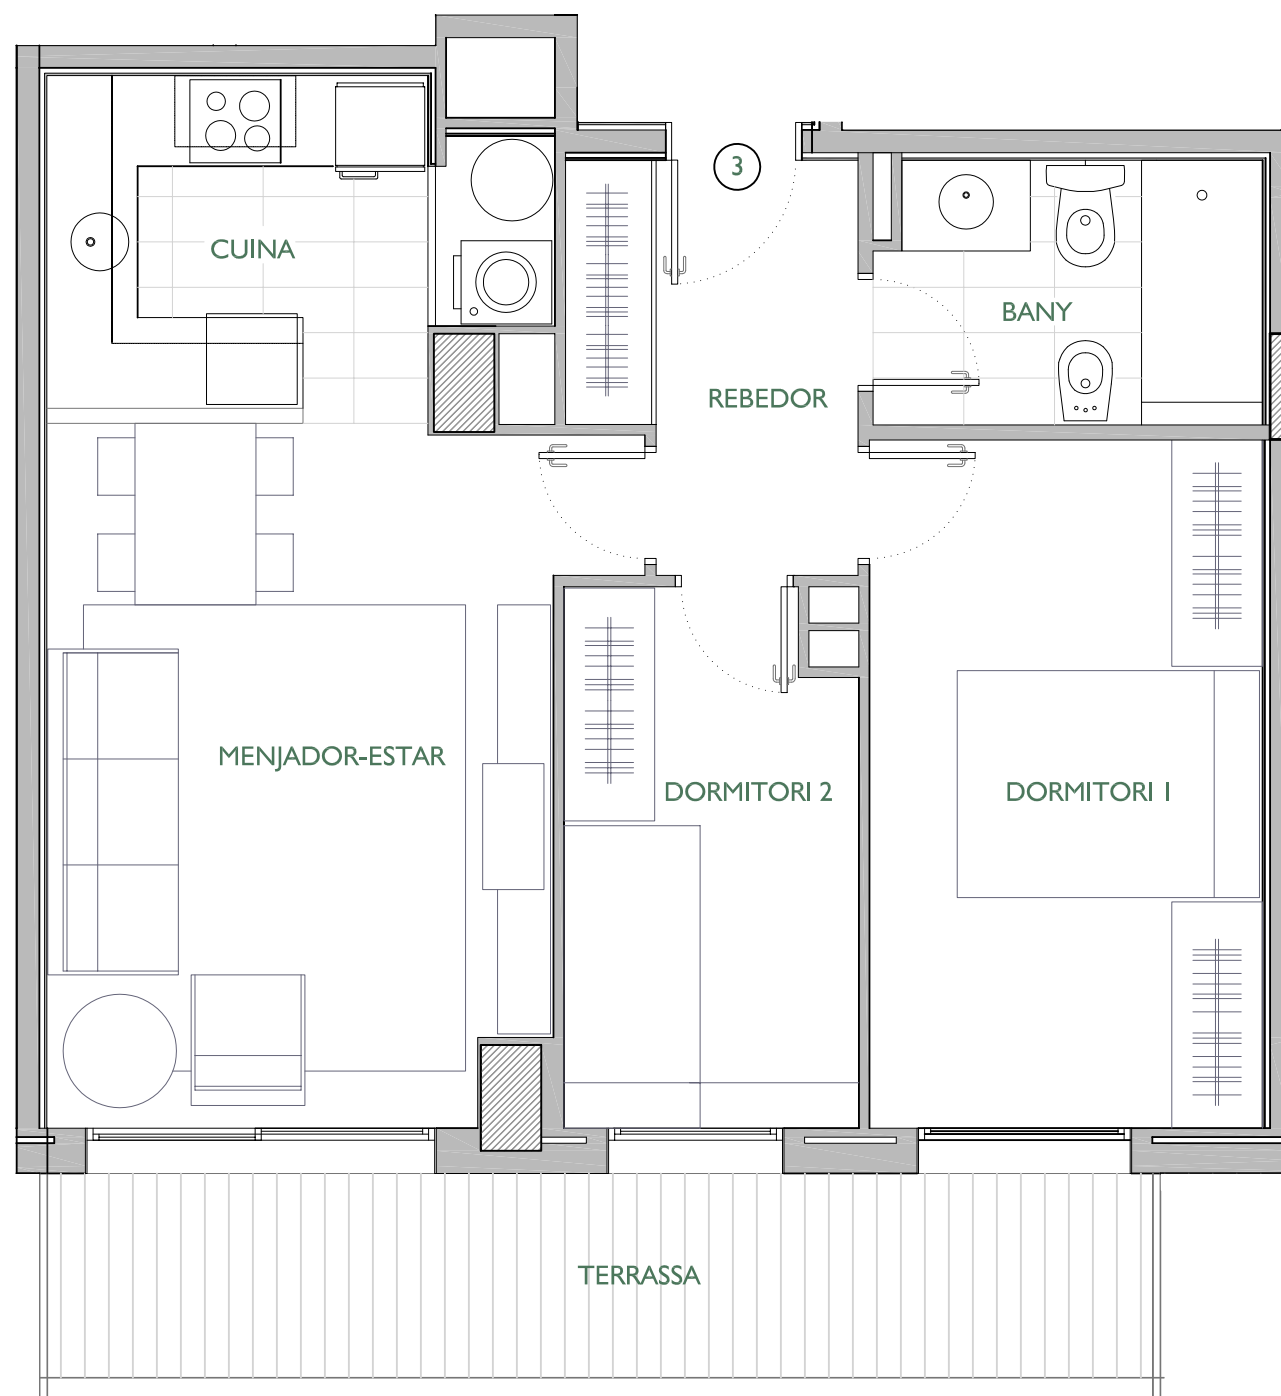 3
CUINA
BANY
REBEDOR
MENJADOR-ESTAR
DORMITORI 2
DORMITORI 1
TERRASSA